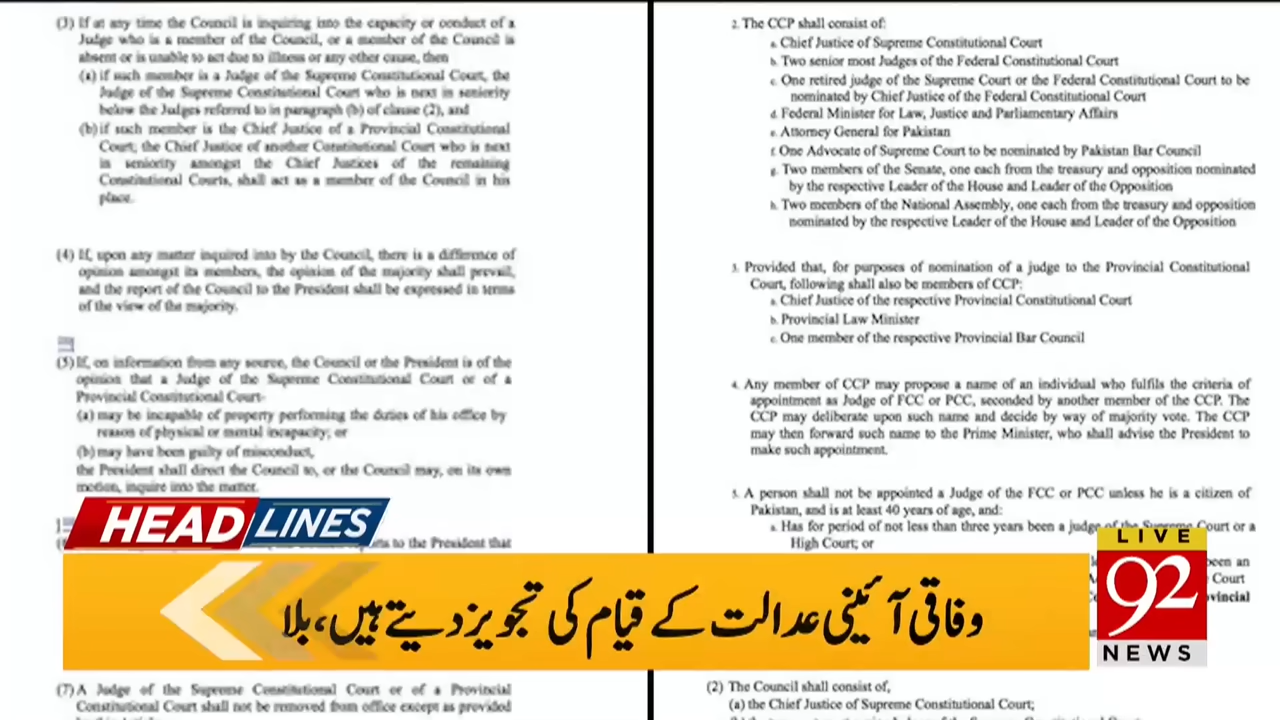 (3) If at any time the Council is inquiring into the capacity or conduct of a
Judge who is a member of the Council, or a member of the Council is
absent or is unable to act due to illness or any other cause, then
(a) if such member is a Judge of the Supreme Constitutional Court, the
Judge of the Supreme Constitutional Court who is next in seniority
below the Judges referred to in paragraph (b) of clause (2), and
(b) if such member is the Chief Justice of a Provincial Constitutional
Court; the Chief Justice of another Constitutional Court who is next
in seniority amongst the Chief Justices of the remaining
Constitutional Courts, shall act as a member of the Council in his
place.
(4) If, upon any matter inquired into by the Council, there is a difference of
opinion amongst its members, the opinion of the majority shall prevail,
and the report of the Council to the President shall be expressed in terms
of the view of the majority.
(5) If, on information from any source, the Council or the President is of the
opinion that a Judge of the Supreme Constitutional Court or of a
Provincial Constitutional Court-
(a) may be incapable of property performing the duties of his office by
reason of physical or mental incapacity; or
(b) may have been guilty of misconduct,
the President shall direct the Council to, or the Council may, on its own
motion, inquire into the matter.
to the President that
(7) A Judge of the Supreme Constitutional Court or of a Provincial
Constitutional Court shall not be removed from office except as provided
2. The CCP shall consist of:
a. Chief Justice of Supreme Constitutional Court
b. Two senior most Judges of the Federal Constitutional Court
c. One retired judge of the Supreme Court or the Federal Constitutional Court to be
nominated by Chief Justice of the Federal Constitutional Court
d. Federal Minister for Law, Justice and Parliamentary Affairs
e. Attorney General for Pakistan
f. One Advocate of Supreme Court to be nominated by Pakistan Bar Council
g. Two members of the Senate, one each from the treasury and opposition nominated
by the respective Leader of the House and Leader of the Opposition
h. Two members of the National Assembly, one each from the treasury and opposition
nominated by the respective Leader of the House and Leader of the Opposition
3. Provided that, for purposes of nomination of a judge to the Provincial Constitutional
Court, following shall also be members of CCP:
a. Chief Justice of the respective Provincial Constitutional Court
b. Provincial Law Minister
c. One member of the respective Provincial Bar Council
4. Any member of CCP may propose a name of an individual who fulfils the criteria of
appointment as Judge of FCC or PCC, seconded by another member of the CCP. The
CCP may deliberate upon such name and decide by way of majority vote. The CCP
may then forward such name to the Prime Minister, who shall advise the President to
make such appointment.
5. A person shall not be appointed a Judge of the FCC or PCC unless he is a citizen of
Pakistan, and is at least 40 years of age, and:
a. Has for period of not less than three years been a judge of the Supreme Court or a
High Court; or
been an
Court
(2) The Council shall consist of,
(a) the Chief Justice of Supreme Constitutional Court;
HEADLINES
وفاقی آئینی عدالت کے قیام کی تجویز دیتے ہیں، بلا
LIVE
92
NEWS